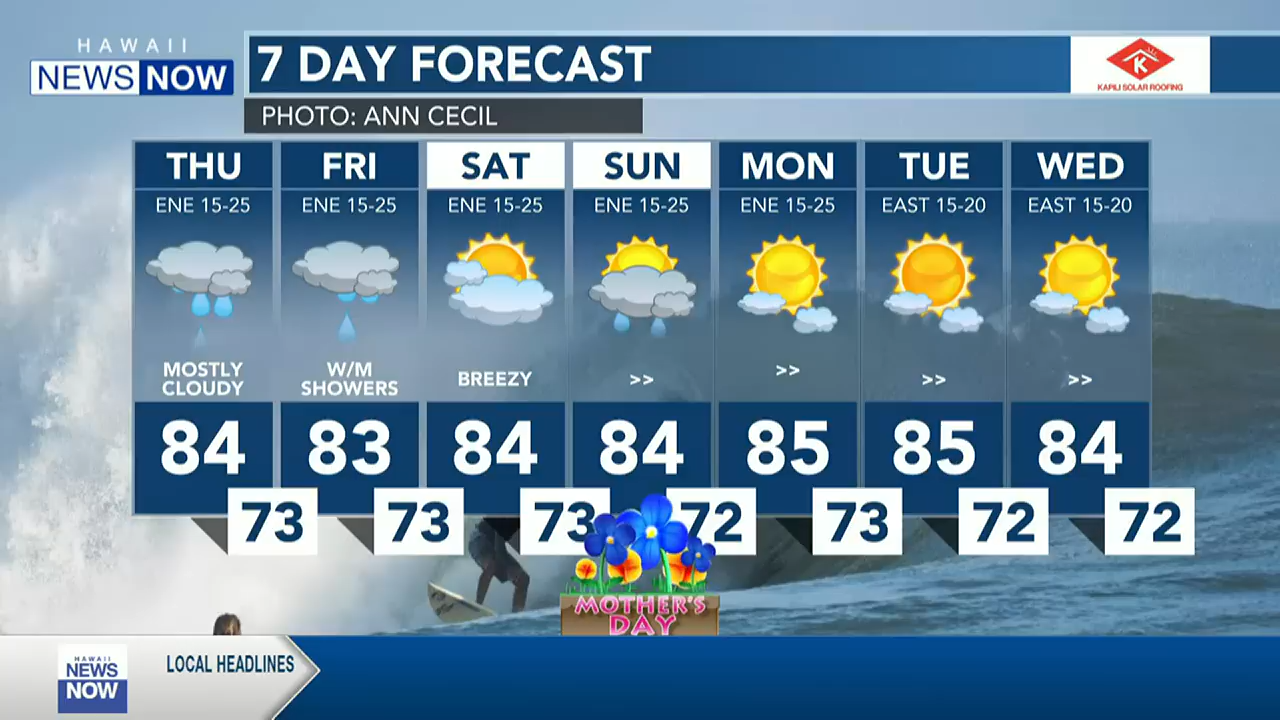 HAWAII
NEWS NOW
7 DAY FORECAST
K
KAPILI SOLAR ROOFING
PHOTO: ANN CECIL
THU FRI SAT SUN MON TUE WED
ENE 15-25 ENE 15-25 ENE 15-25 ENE 15-25 ENE 15-25 EAST 15-20 EAST 15-20
MOSTLY CLOUDY W/M SHOWERS BREEZY >> >> >> >>
84 83 84 84 85 85 84
73 73 73 72 73 72 72
MOTHER'S
DAY
HAWAII
NEWS
NOW
LOCAL HEADLINES